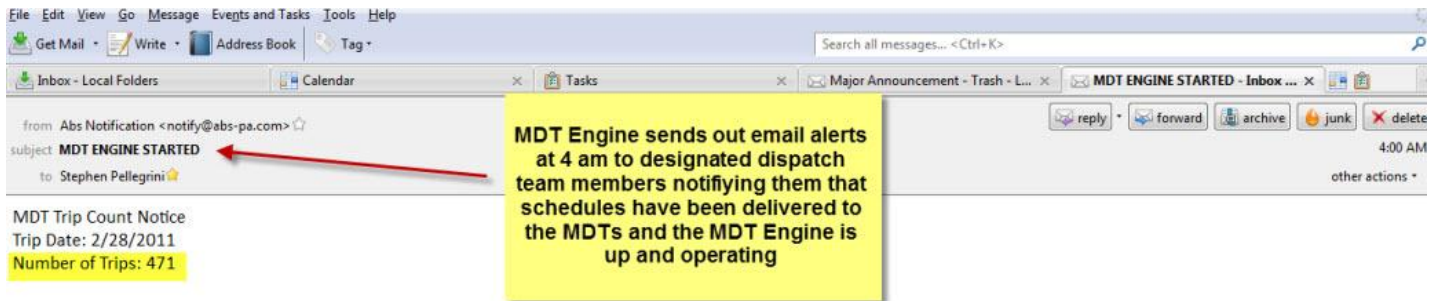 File Edit View Go Message Events and Tasks Tools Help
Get Mail Write Address Book Tag Search all messages... <Ctrl+K>
Inbox - Local Folders Calendar Tasks Major Announcement - Trash - L... MDT ENGINE STARTED - Inbox ...
from Abs Notification <notify@abs-pa.com> reply forward archive junk delete
subject MDT ENGINE STARTED 4:00 AM
to Stephen Pellegrini other actions
MDT Engine sends out email alerts
at 4 am to designated dispatch
team members notifiying them that
schedules have been delivered to
the MDTs and the MDT Engine is
up and operating
MDT Trip Count Notice
Trip Date: 2/28/2011
Number of Trips: 471